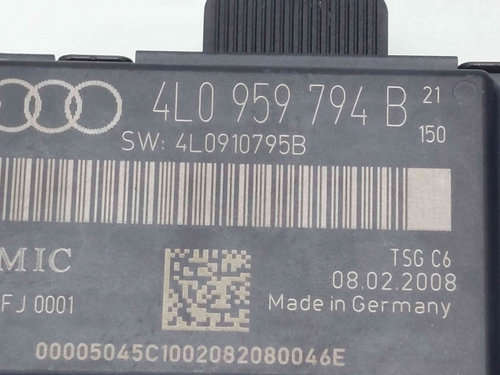 4L0 959 794 B 21
150
SW: 4L0910795B
MIC
TSG C6
08.02.2008
FJ 0001
Made in Germany
00005045C1002082080046E